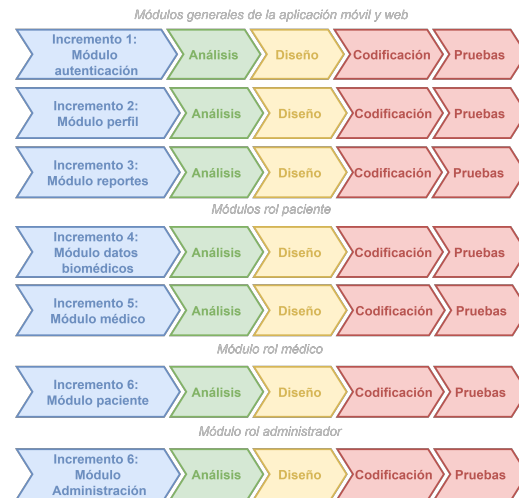 Módulos generales de la aplicación móvil y web
Incremento 1:
Módulo
autenticación
Análisis
Diseño
Codificación
Pruebas
Incremento 2:
Módulo perfil
Análisis
Diseño
Codificación
Pruebas
Incremento 3:
Módulo reportes
Análisis
Diseño
Codificación
Pruebas
Módulos rol paciente
Incremento 4:
Módulo datos
biomédicos
Análisis
Diseño
Codificación
Pruebas
Incremento 5:
Módulo médico
Análisis
Diseño
Codificación
Pruebas
Módulo rol médico
Incremento 6:
Módulo paciente
Análisis
Diseño
Codificación
Pruebas
Módulo rol administrador
Incremento 6:
Módulo
Administración
Análisis
Diseño
Codificación
Pruebas